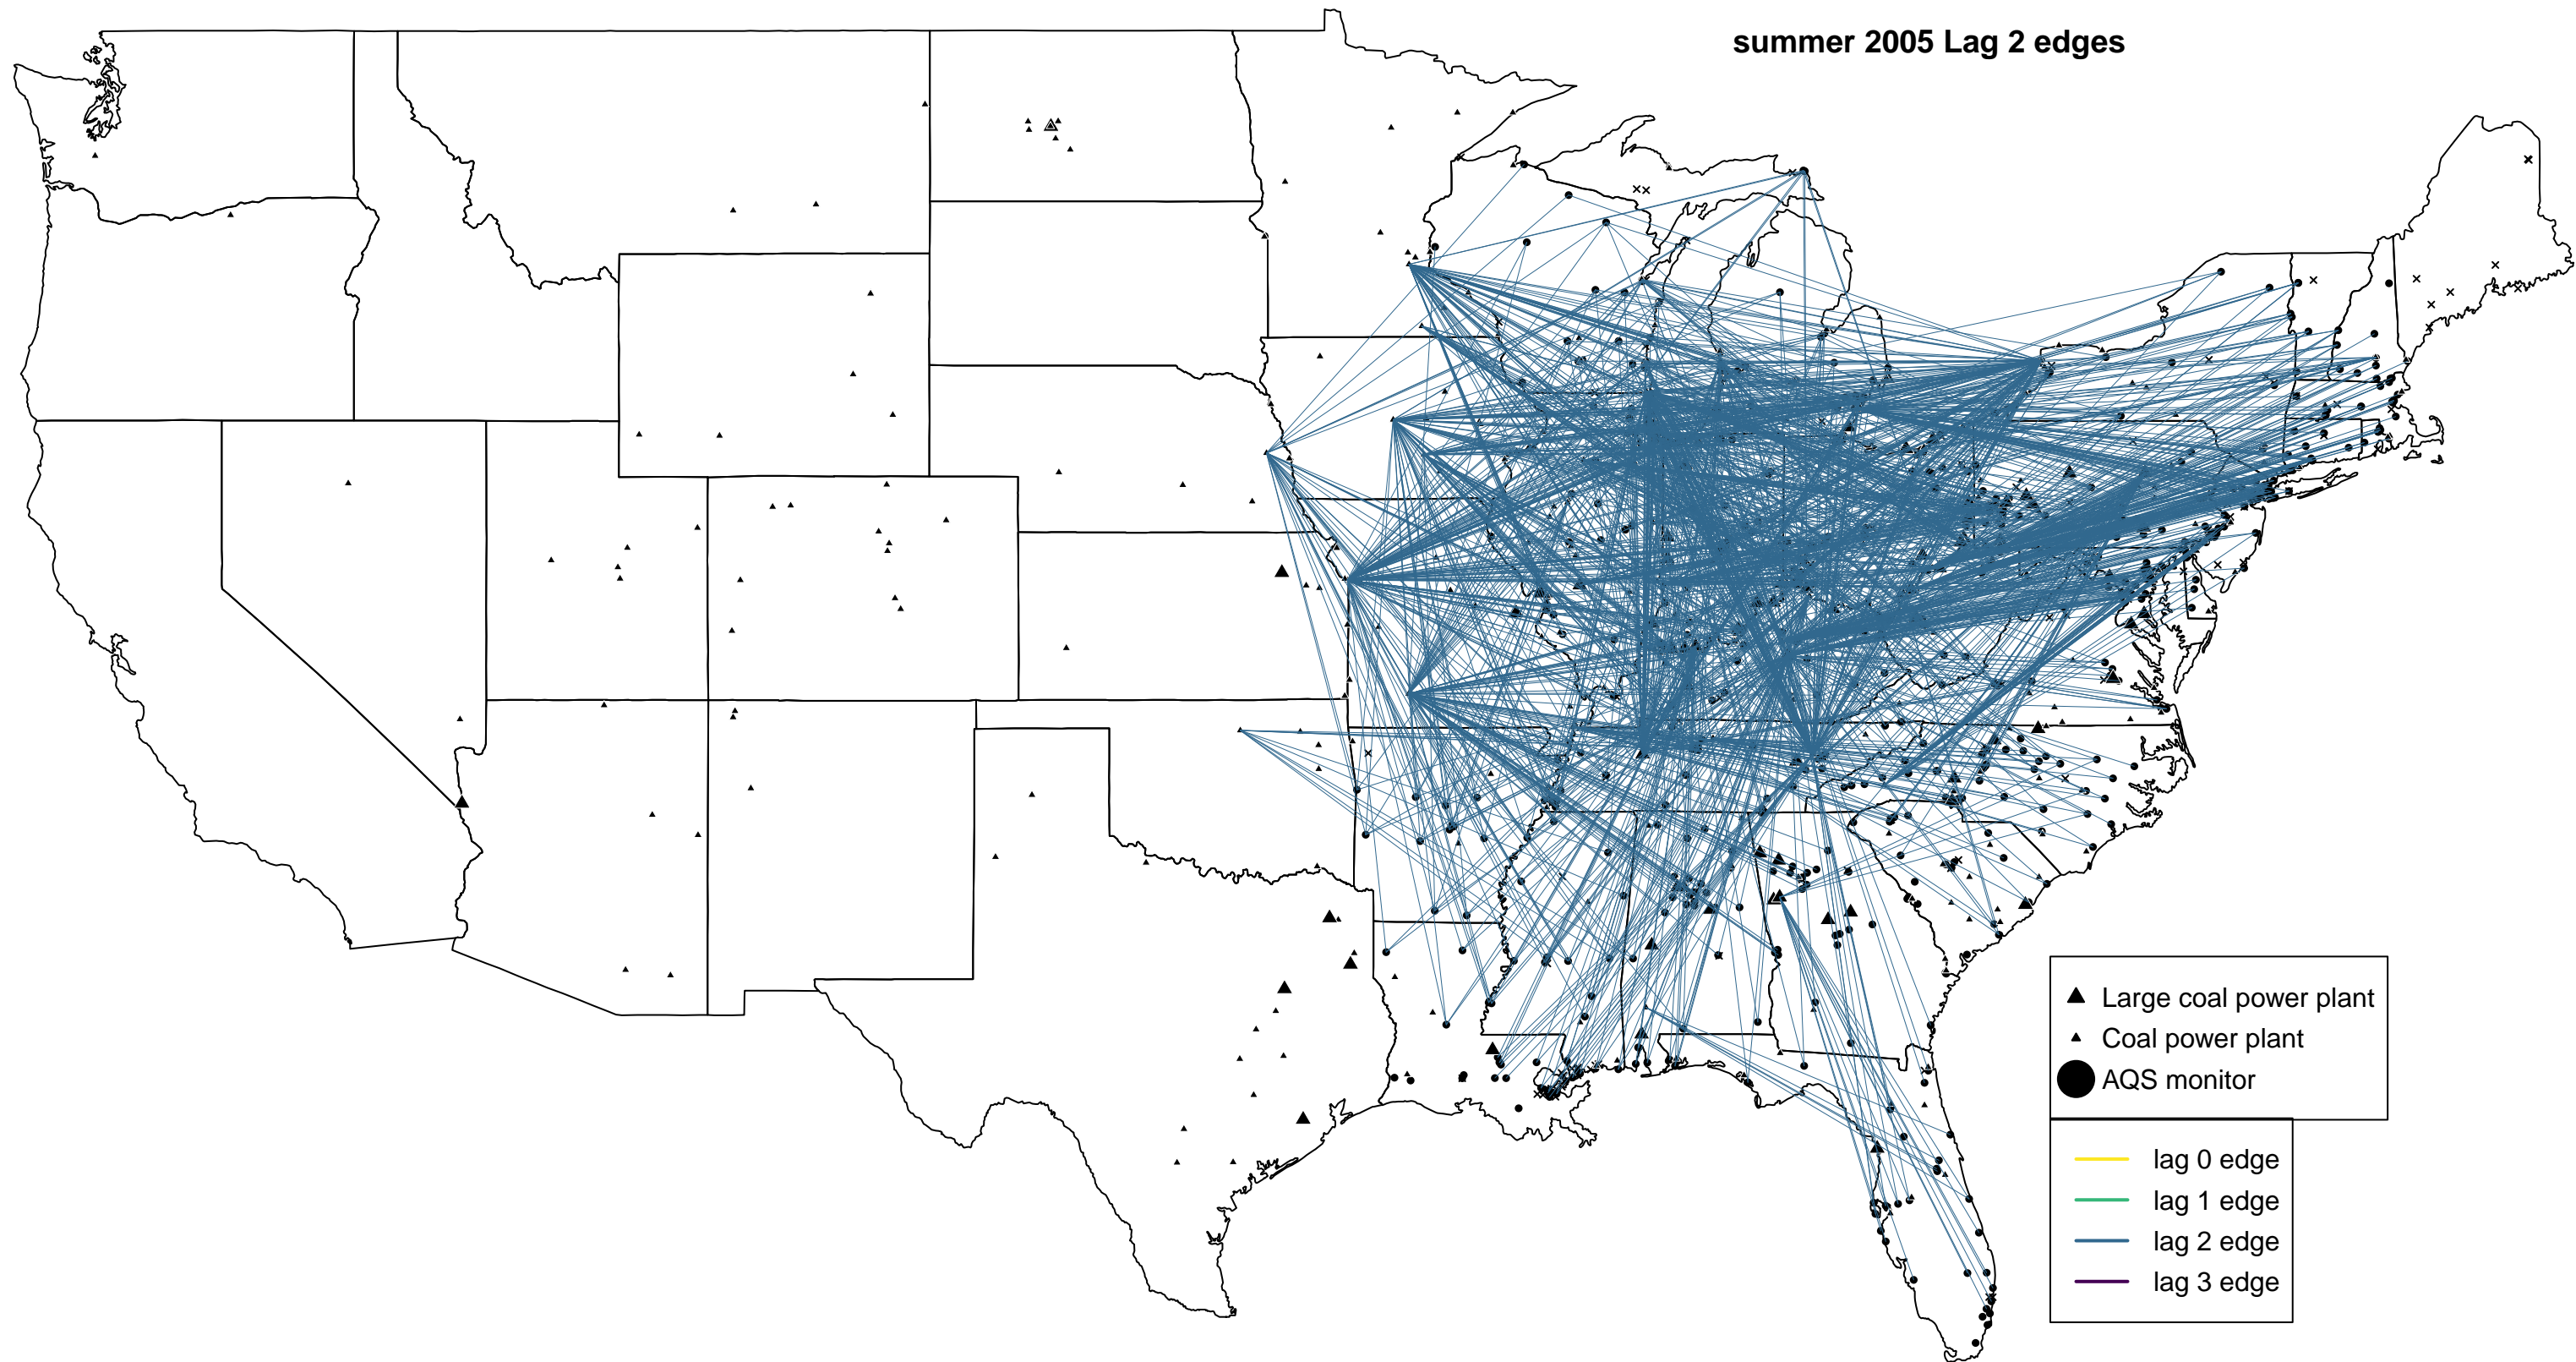 summer 2005 Lag 2 edges
Large coal power plant
Coal power plant
AQS monitor
lag 0 edge
lag 1 edge
lag 2 edge
lag 3 edge